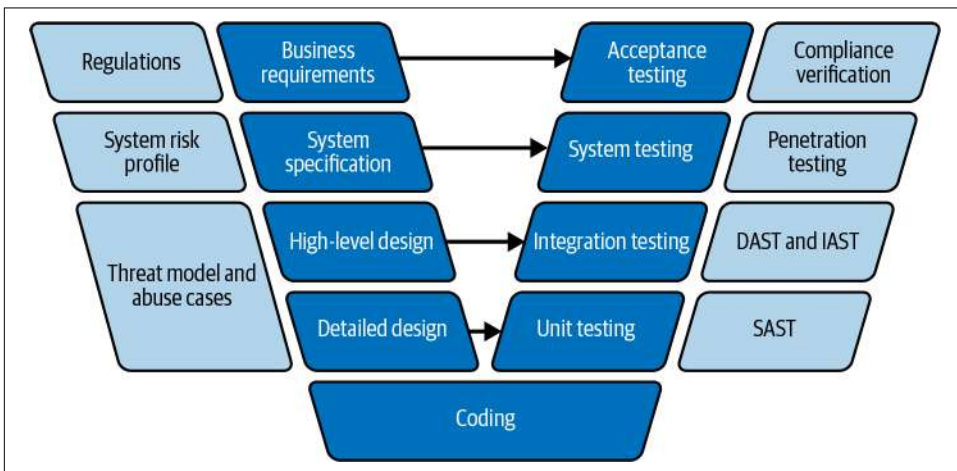 Regulations
Business
requirements
Acceptance
testing
Compliance
verification
System risk
profile
System
specification
System testing
Penetration
testing
Threat model and
abuse cases
High-level design
Integration testing
DAST and IAST
Detailed design
Unit testing
SAST
Coding